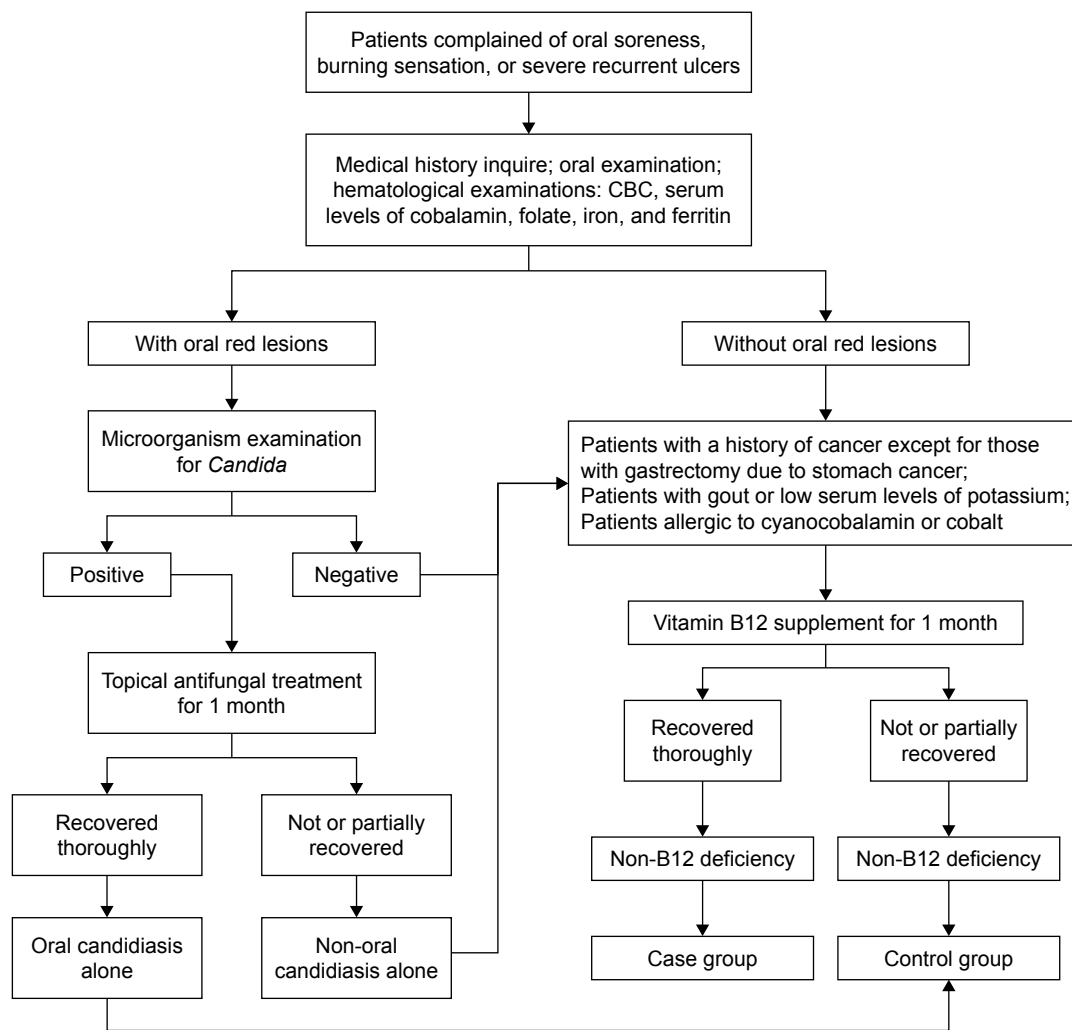 Patients complained of oral soreness,
burning sensation, or severe recurrent ulcers
Medical history inquire; oral examination;
hematological examinations: CBC, serum
levels of cobalamin, folate, iron, and ferritin
With oral red lesions
Without oral red lesions
Microorganism examination
for Candida
Patients with a history of cancer except for those
with gastrectomy due to stomach cancer;
Patients with gout or low serum levels of potassium;
Patients allergic to cyanocobalamin or cobalt
Positive
Negative
Vitamin B12 supplement for 1 month
Topical antifungal treatment
for 1 month
Recovered
thoroughly
Not or partially
recovered
Recovered
thoroughly
Not or partially
recovered
Non-B12 deficiency
Non-B12 deficiency
Oral candidiasis
alone
Non-oral
candidiasis alone
Case group
Control group